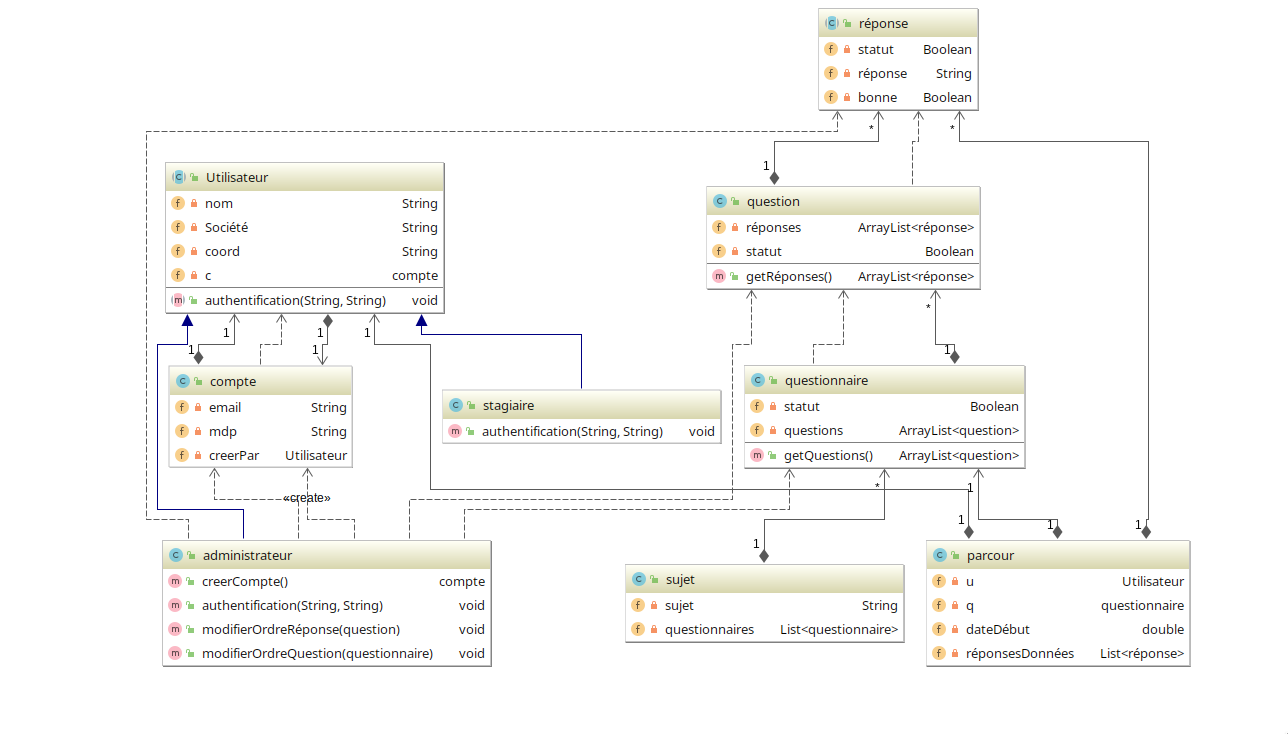 réponse
statut Boolean
réponse String
bonne Boolean
* *
1
Utilisateur
nom String
Société String
coord String
c compte
authentification(String, String) void
question
réponses ArrayList<réponse>
statut Boolean
getRéponses() ArrayList<réponse>
1 1 1
1 1
*
1
compte
email String
mdp String
creerPar Utilisateur
stagiaire
authentification(String, String) void
questionnaire
statut Boolean
questions ArrayList<question>
getQuestions() ArrayList<question>
«create»
* 1
1 1 1
1
administrateur
creerCompte() compte
authentification(String, String) void
modifierOrdreRéponse(question) void
modifierOrdreQuestion(questionnaire) void
sujet
sujet String
questionnaires List<questionnaire>
parcour
u Utilisateur
q questionnaire
dateDébut double
réponsesDonnées List<réponse>